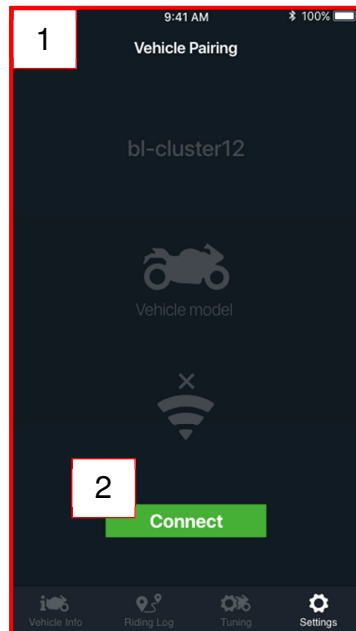 9:41 AM 100%
1
Vehicle Pairing
bl-cluster12
Vehicle model
2
Connect
Vehicle Info Riding Log Tuning Settings